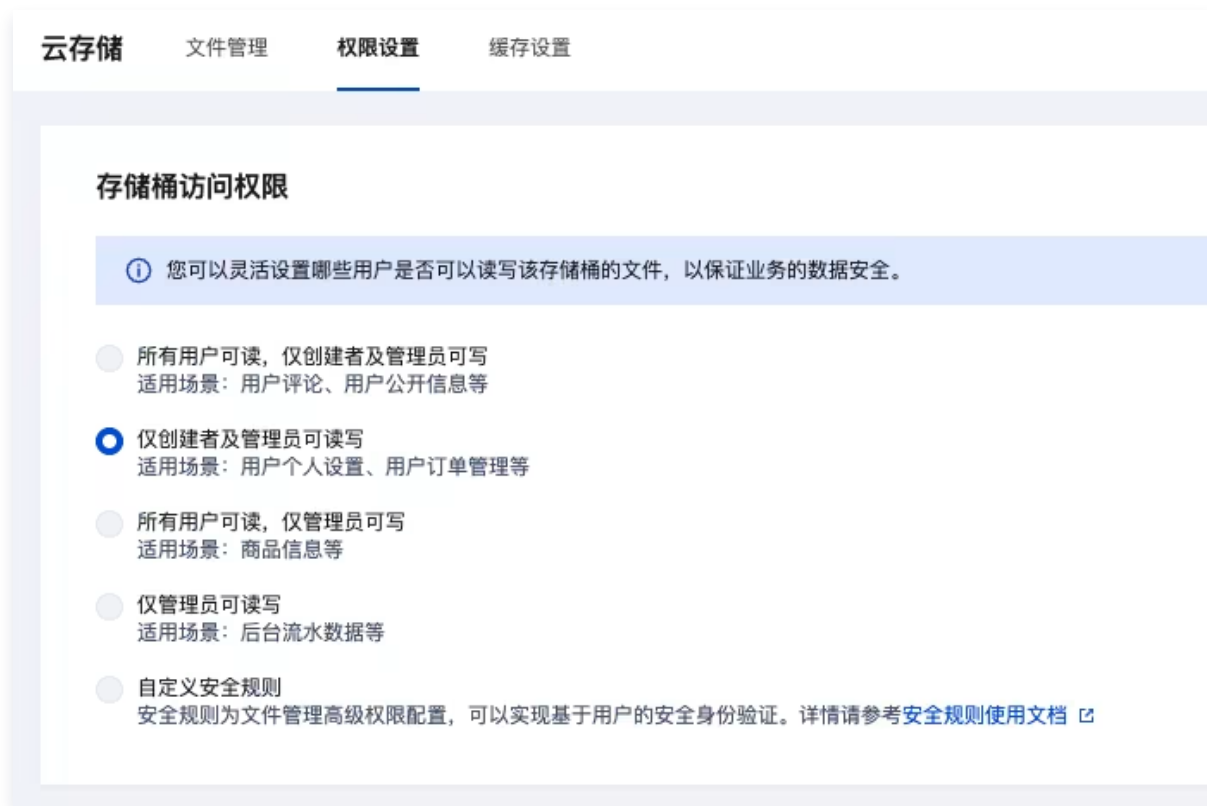 云存储 文件管理 权限设置 缓存设置
存储桶访问权限
您可以灵活设置哪些用户是否可以读写该存储桶的文件，以保证业务的数据安全。
所有用户可读，仅创建者及管理员可写
适用场景：用户评论、用户公开信息等
仅创建者及管理员可读写
适用场景：用户个人设置、用户订单管理等
所有用户可读，仅管理员可写
适用场景：商品信息等
仅管理员可读写
适用场景：后台流水数据等
自定义安全规则
安全规则为文件管理高级权限配置，可以实现基于用户的安全身份验证。详情请参考安全规则使用文档